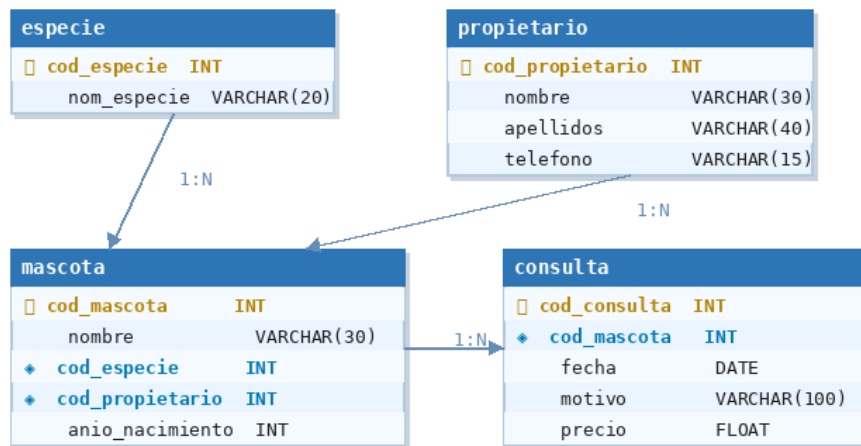 especie
cod_especie INT
nom_especie VARCHAR(20)
propietario
cod_propietario INT
nombre VARCHAR(30)
apellidos VARCHAR(40)
telefono VARCHAR(15)
1:N
1:N
mascota
cod_mascota INT
nombre VARCHAR(30)
cod_especie INT
cod_propietario INT
anio_nacimiento INT
1:N
consulta
cod_consulta INT
cod_mascota INT
fecha DATE
motivo VARCHAR(100)
precio FLOAT